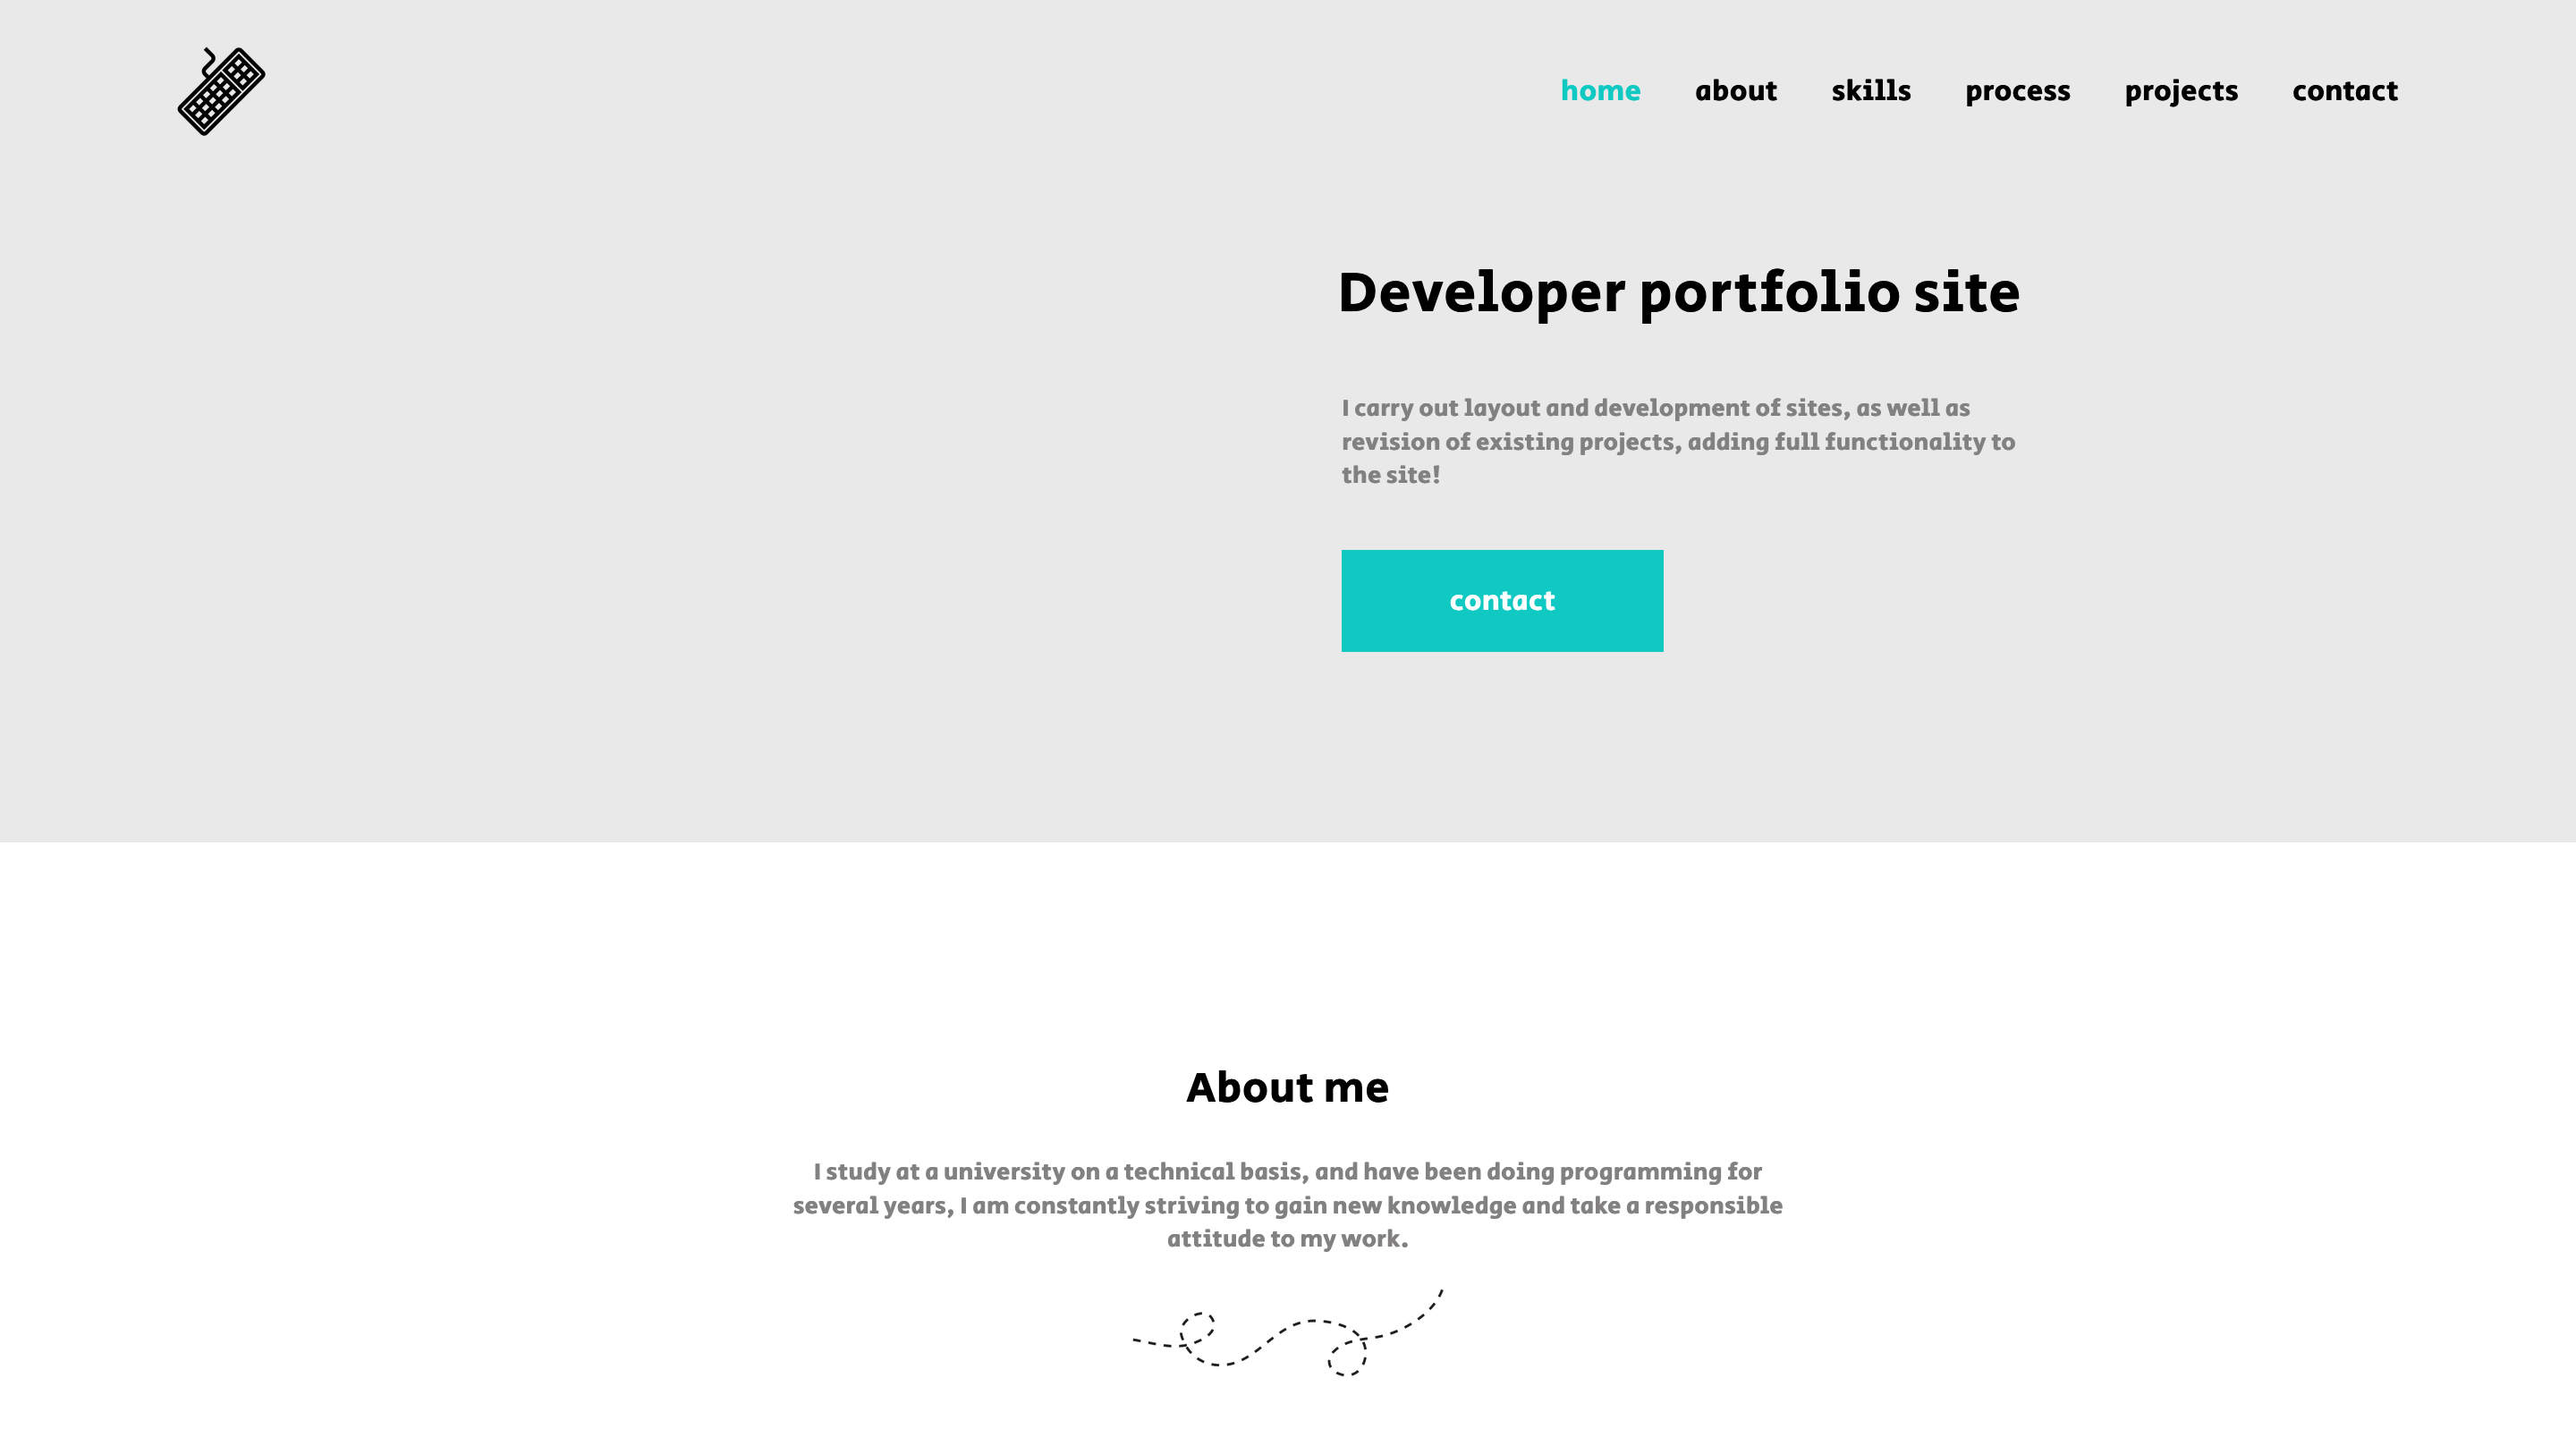 home about skills process projects contact
Developer portfolio site
I carry out layout and development of sites, as well as
revision of existing projects, adding full functionality to
the site!
contact
About me
I study at a university on a technical basis, and have been doing programming for
several years, I am constantly striving to gain new knowledge and take a responsible
attitude to my work.